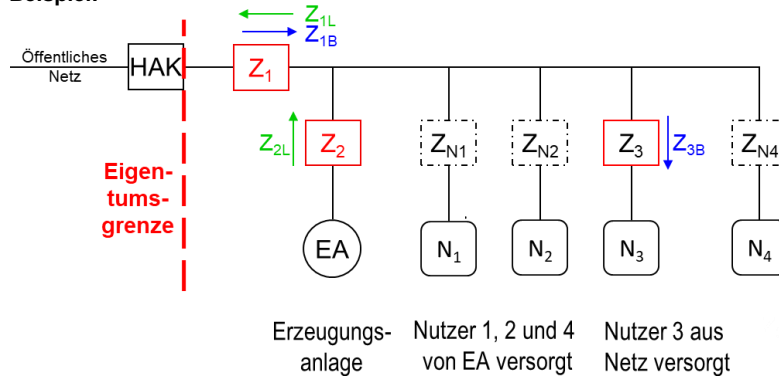 Beispiel:
Z1L
Z1B
Öffentliches
Netz
HAK
Z1
Z2L
Z2
ZN1
ZN2
Z3
Z3B
ZN4
Eigen-
tums-
grenze
EA
N1
N2
N3
N4
Erzeugungs-
anlage
Nutzer 1, 2 und 4
von EA versorgt
Nutzer 3 aus
Netz versorgt